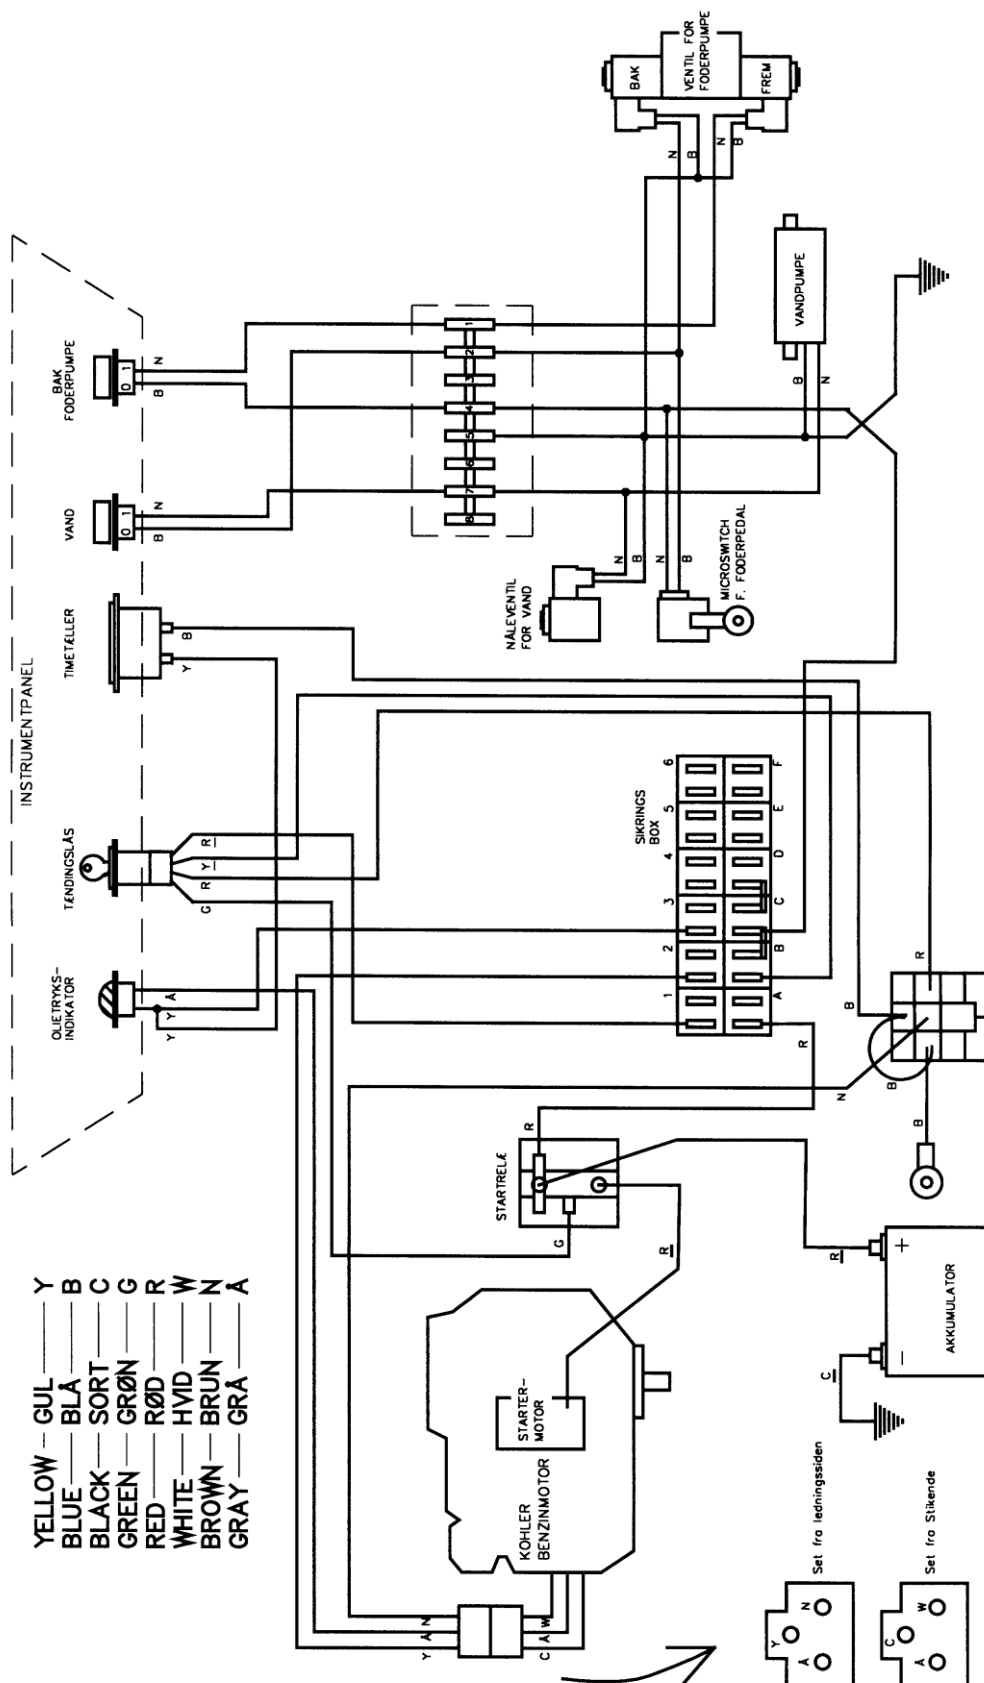 INSTRUMENTPANEL
OLIETRYKS-
INDIKATOR
TÆNDINGSLÅS
TIMETÆLLER
VAND
BAK
FODERPUMPE
0 1
0 1
Y
Y
Å
G
R
Y
R
Y
B
B
N
B
N
YELLOW GUL Y
BLUE BLÅ B
BLACK SORT C
GREEN GRØN G
RED RØD R
WHITE HVID W
BROWN BRUN N
GRAY GRÅ Å
8
7
6
5
4
3
2
1
BAK
VENTIL FOR
FODERPUMPE
FREM
N
B
N
B
VANDPUMPE
B
N
NÅLEVENTIL
FOR VAND
N
B
N
B
MICROSWITCH
F. FODERPEDAL
SIKRINGS
BOX
1
2
3
4
5
6
A
B
C
D
E
F
R
STARTRELÆ
R
G
R
STARTER-
MOTOR
KOHLER
BENZINMOTOR
Y
Å
N
C
Å
W
N
B
B
R
B
R
C
+
−
AKKUMULATOR
Set fra ledningssiden
Y
Å
N
Set fra Stikende
C
Å
W